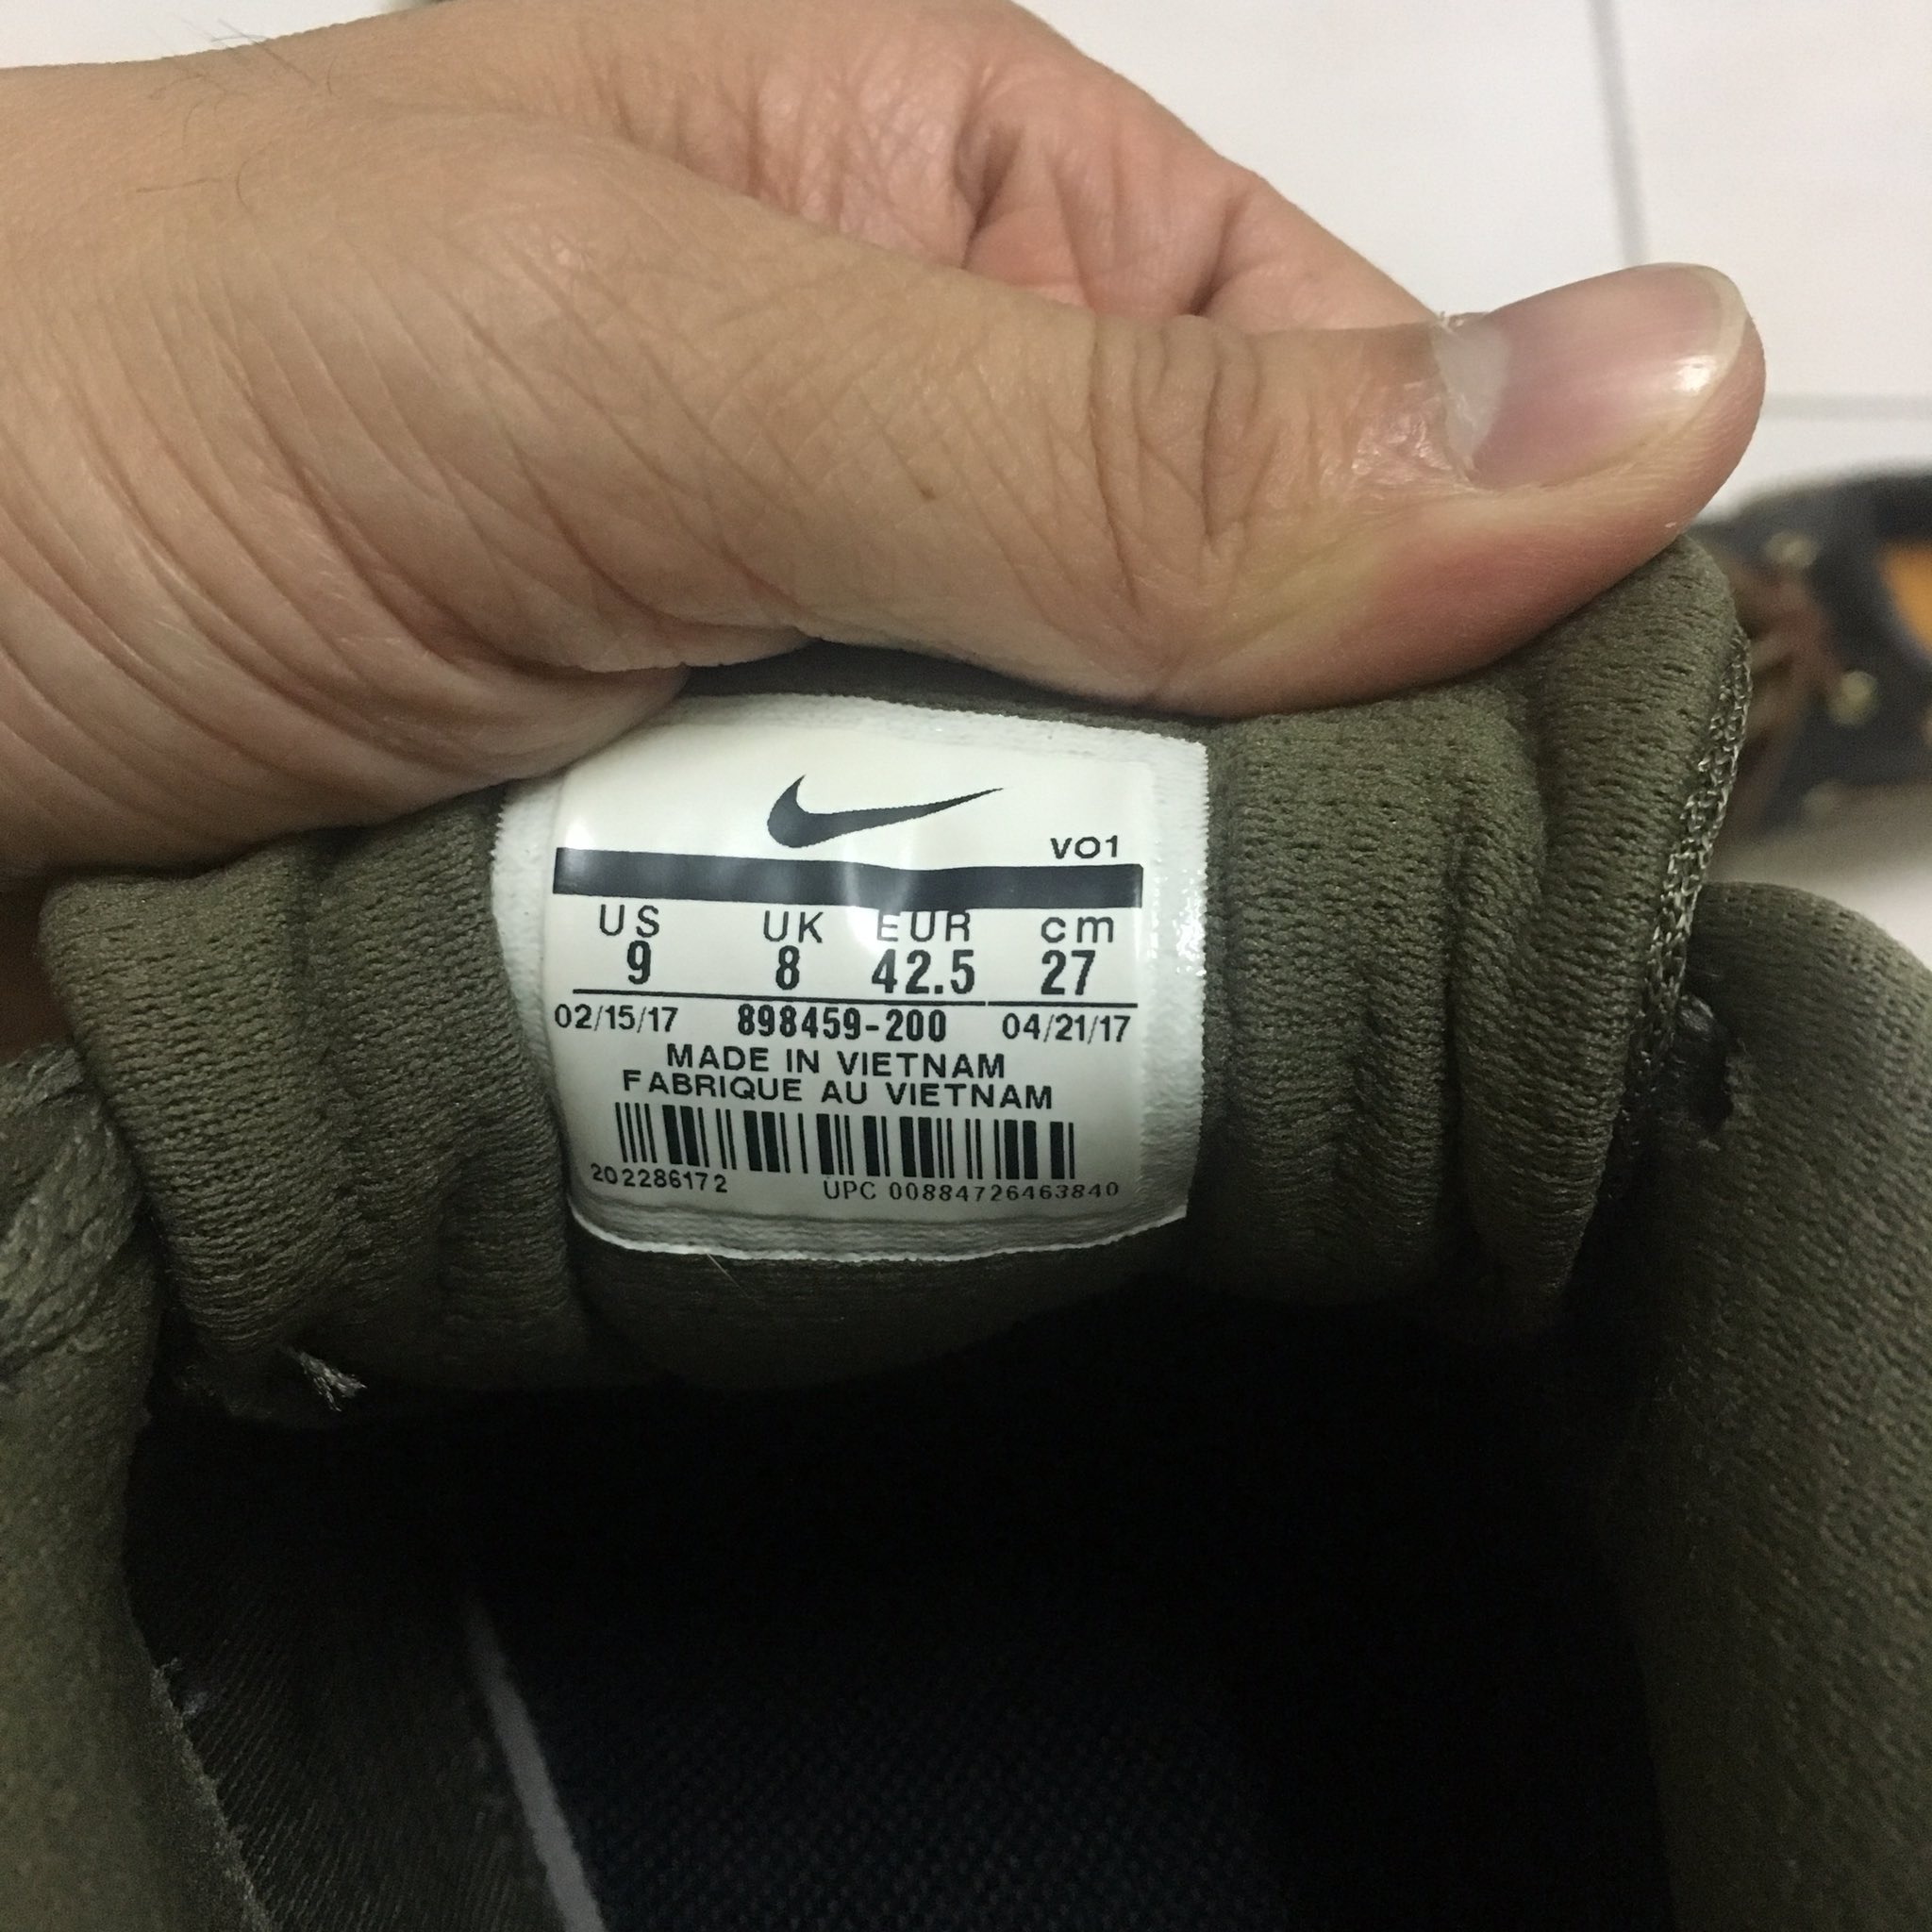 VO1
US UK EUR cm
9 8 42.5 27
02/15/17 898459-200 04/21/17
MADE IN VIETNAM
FABRIQUE AU VIETNAM
202286172 UPC 00884726463840